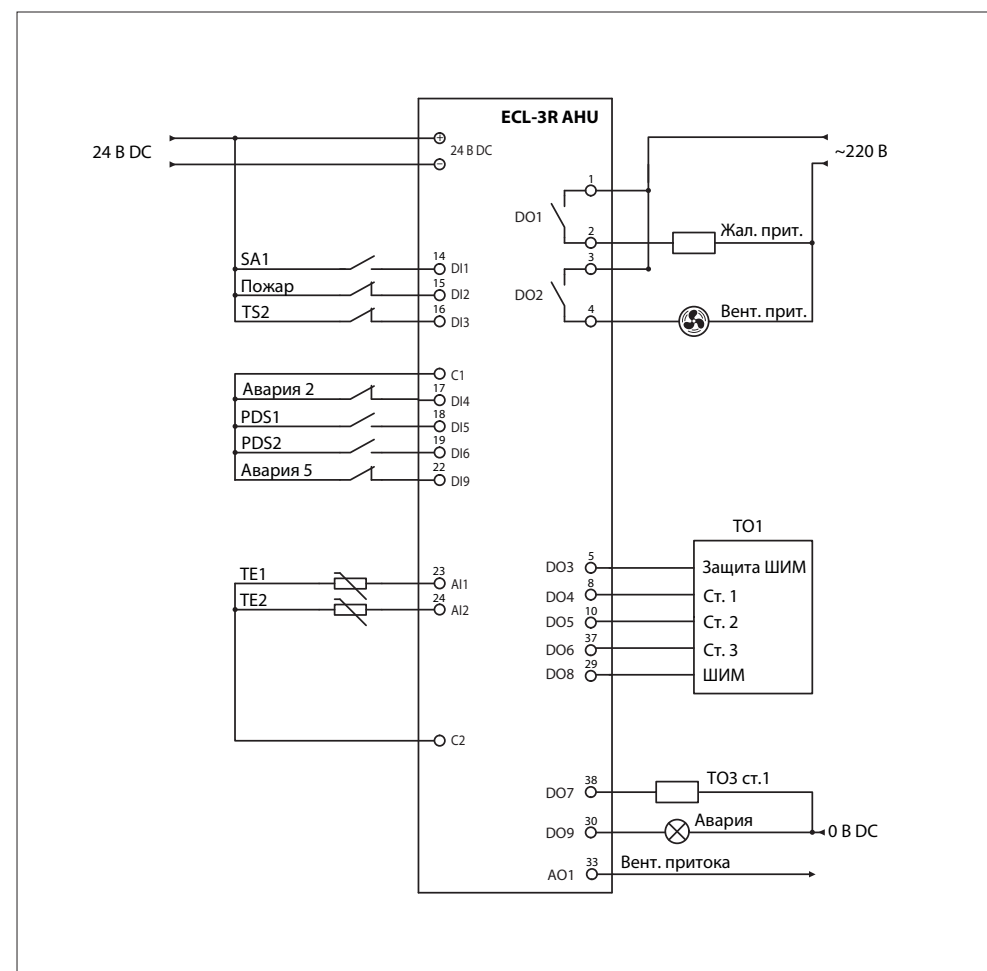 ECL-3R AHU
24 В DC
24 В DC
~220 В
1
DO1
2
Жал. прит.
3
DO2
4
Вент. прит.
SA1
14
DI1
Пожар
15
DI2
TS2
16
DI3
C1
Авария 2
17
DI4
PDS1
18
DI5
PDS2
19
DI6
Авария 5
22
DI9
TO1
DO3
5
Защита ШИМ
DO4
8
Ст. 1
DO5
10
Ст. 2
DO6
37
Ст. 3
DO8
29
ШИМ
TE1
23
AI1
TE2
24
AI2
C2
DO7
38
ТО3 ст.1
DO9
30
Авария
0 В DC
AO1
33
Вент. притока